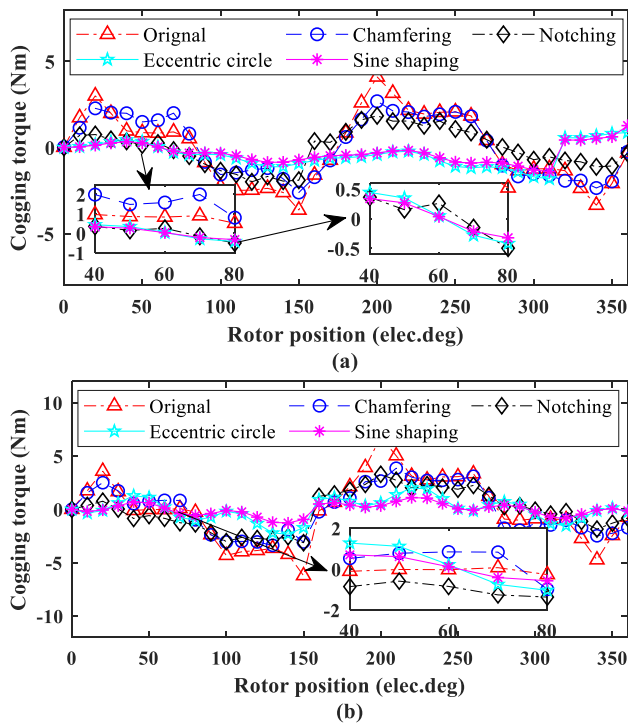 Orignal
Chamfering
Notching
Eccentric circle
Sine shaping
Cogging torque (Nm)
5
0
-5
2
1
0
-1
40 60 80
0.5
0
-0.5
40 60 80
0 50 100 150 200 250 300 350
Rotor position (elec.deg)
(a)
Orignal
Chamfering
Notching
Eccentric circle
Sine shaping
Cogging torque (Nm)
10
5
0
-5
-10
2
0
-2
40 60 80
0 50 100 150 200 250 300 350
Rotor position (elec.deg)
(b)